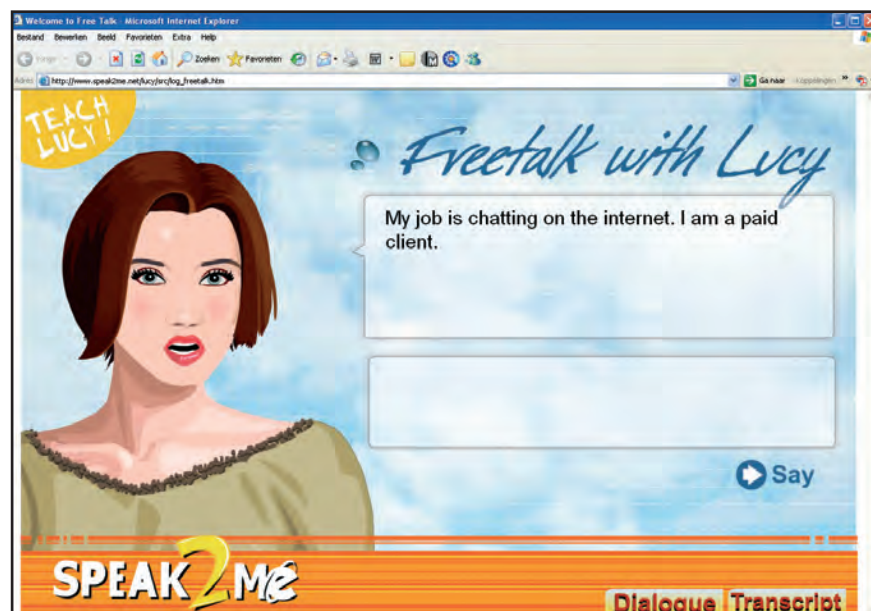 Welcome to Free Talk - Microsoft Internet Explorer
Bestand Bewerken Beeld Favorieten Extra Help
Zoeken Favorieten
Adres http://www.speak2me.net/lucy/src/log_freetalk.htm Ga naar Koppelingen »
TEACH
LUCY!
Freetalk with Lucy
My job is chatting on the internet. I am a paid
client.
Say
SPEAK2Me
Dialogue Transcript